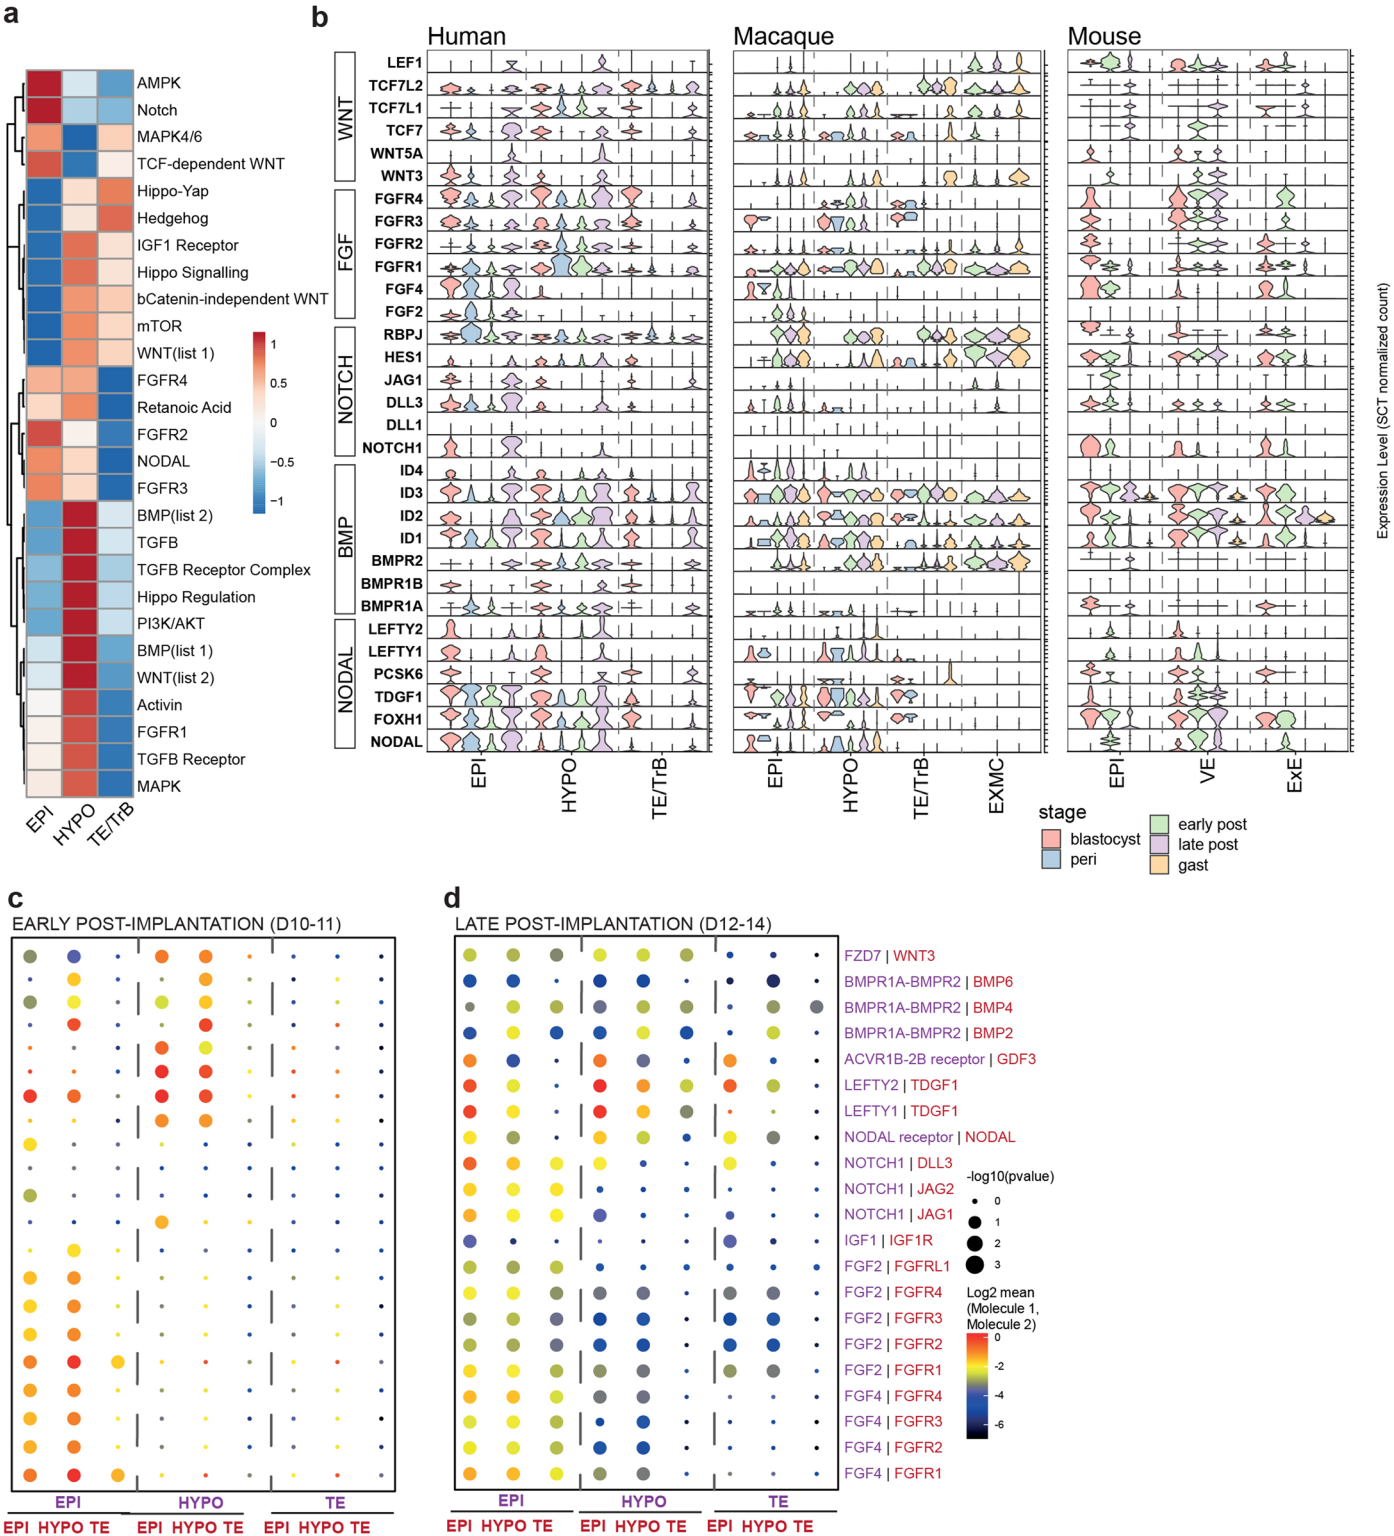 a
AMPK
Notch
MAPK4/6
TCF-dependent WNT
Hippo-Yap
Hedgehog
IGF1 Receptor
Hippo Signalling
bCatenin-independent WNT
mTOR
WNT(list 1)
FGFR4
Retanoic Acid
FGFR2
NODAL
FGFR3
BMP(list 2)
TGFB
TGFB Receptor Complex
Hippo Regulation
PI3K/AKT
BMP(list 1)
WNT(list 2)
Activin
FGFR1
TGFB Receptor
MAPK
EPI HYPO TE/TrB
1
0.5
0
−0.5
−1
b
Human Macaque Mouse
WNT
LEF1
TCF7L2
TCF7L1
TCF7
WNT5A
WNT3
FGF
FGFR4
FGFR3
FGFR2
FGFR1
FGF4
FGF2
NOTCH
RBPJ
HES1
JAG1
DLL3
DLL1
NOTCH1
BMP
ID4
ID3
ID2
ID1
BMPR2
BMPR1B
BMPR1A
NODAL
LEFTY2
LEFTY1
PCSK6
TDGF1
FOXH1
NODAL
EPI HYPO TE/TrB EPI HYPO TE/TrB EXMC EPI VE ExE
Expression Level (SCT normalized count)
stage
blastocyst
peri
early post
late post
gast
c
EARLY POST-IMPLANTATION (D10-11)
EPI HYPO TE
EPI HYPO TE EPI HYPO TE EPI HYPO TE
d
LATE POST-IMPLANTATION (D12-14)
FZD7 | WNT3
BMPR1A-BMPR2 | BMP6
BMPR1A-BMPR2 | BMP4
BMPR1A-BMPR2 | BMP2
ACVR1B-2B receptor | GDF3
LEFTY2 | TDGF1
LEFTY1 | TDGF1
NODAL receptor | NODAL
NOTCH1 | DLL3
NOTCH1 | JAG2
NOTCH1 | JAG1
IGF1 | IGF1R
FGF2 | FGFRL1
FGF2 | FGFR4
FGF2 | FGFR3
FGF2 | FGFR2
FGF2 | FGFR1
FGF4 | FGFR4
FGF4 | FGFR3
FGF4 | FGFR2
FGF4 | FGFR1
EPI HYPO TE
EPI HYPO TE EPI HYPO TE EPI HYPO TE
-log10(pvalue)
0
1
2
3
Log2 mean
(Molecule 1,
Molecule 2)
0
-2
-4
-6